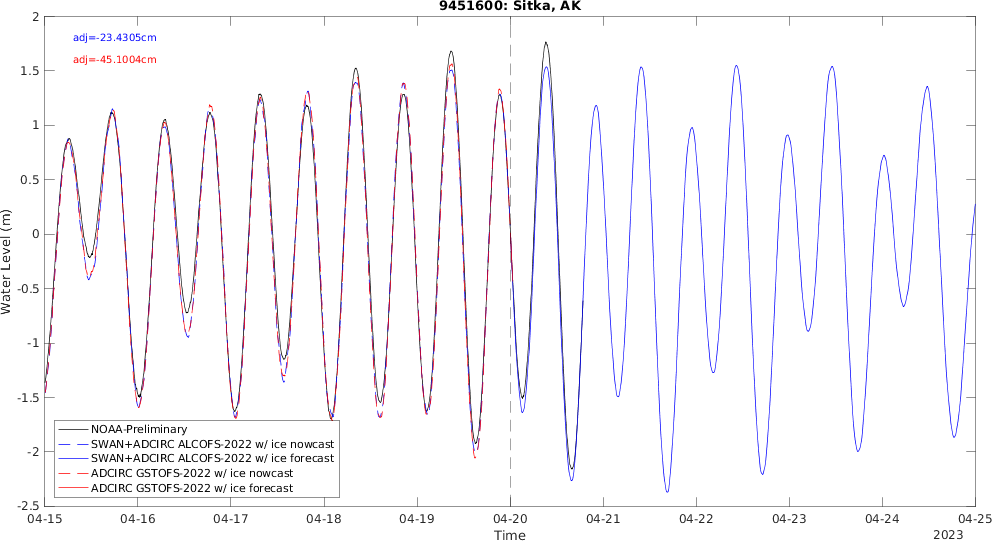 9451600: Sitka, AK
adj=-23.4305cm
adj=-45.1004cm
2
1.5
1
0.5
0
-0.5
-1
-1.5
-2
-2.5
Water Level (m)
NOAA-Preliminary
SWAN+ADCIRC ALCOFS-2022 w/ ice nowcast
SWAN+ADCIRC ALCOFS-2022 w/ ice forecast
ADCIRC GSTOFS-2022 w/ ice nowcast
ADCIRC GSTOFS-2022 w/ ice forecast
04-15 04-16 04-17 04-18 04-19 04-20 04-21 04-22 04-23 04-24 04-25
Time
2023